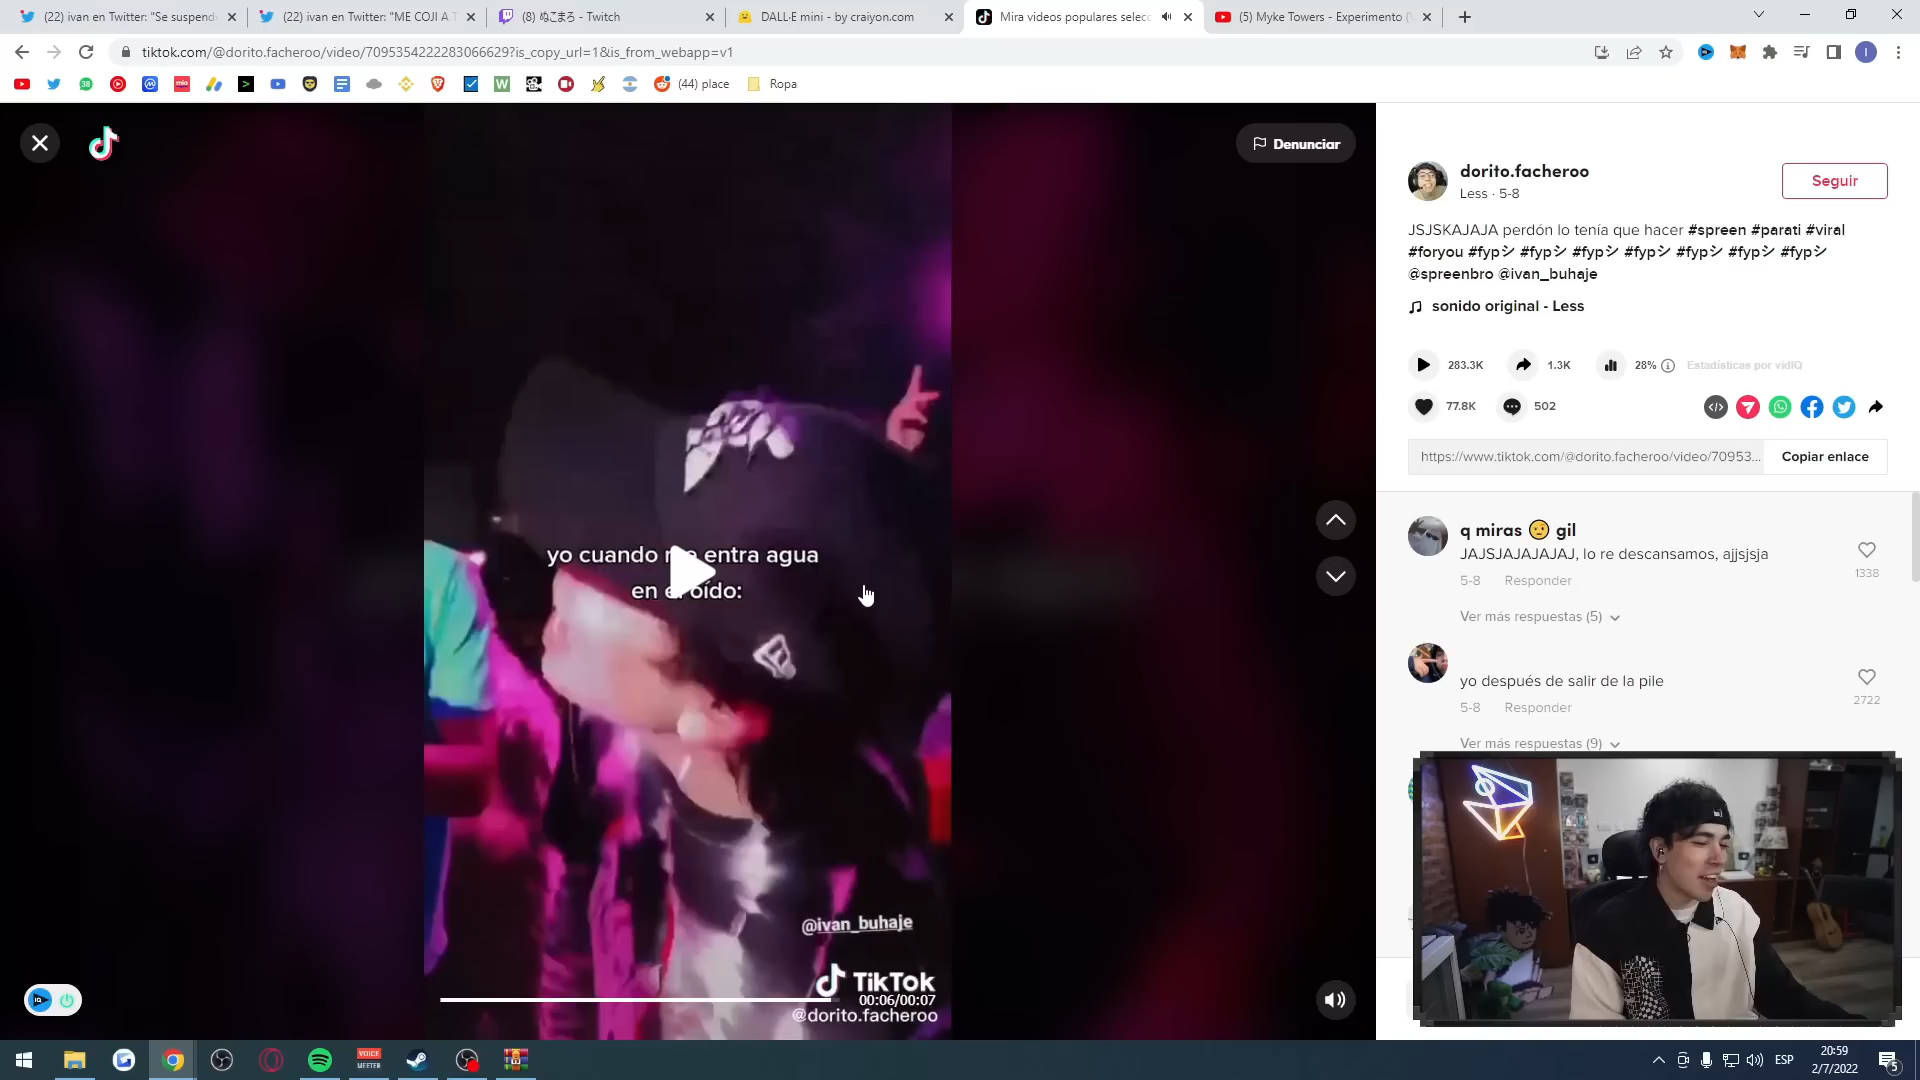 (22) ivan en Twitter: "Se suspend
(22) ivan en Twitter: "ME COJI A T
(8) ぬこまろ - Twitch
DALL·E mini - by craiyon.com
Mira videos populares selecc
(5) Myke Towers - Experimento (
tiktok.com/@dorito.facheroo/video/7095354222283066629?is_copy_url=1&is_from_webapp=v1
(44) place
Ropa
Denunciar
yo cuando me entra agua
en el oído:
@ivan_buhaje
TikTok
00:06/00:07
@dorito.facheroo
dorito.facheroo
Less · 5-8
Seguir
JSJSKAJAJA perdón lo tenía que hacer #spreen #parati #viral
#foryou #fypシ #fypシ #fypシ #fypシ #fypシ #fypシ #fypシ
@spreenbro @ivan_buhaje
sonido original - Less
283.3K
1.3K
28%
Estadísticas por vidIQ
77.8K
502
https://www.tiktok.com/@dorito.facheroo/video/70953...
Copiar enlace
q miras gil
JAJSJAJAJAJAJ, lo re descansamos, ajjsjsja
1338
5-8 Responder
Ver más respuestas (5)
yo después de salir de la pile
2722
5-8 Responder
Ver más respuestas (9)
VOICE
MEETER
ESP
20:59
2/7/2022
5